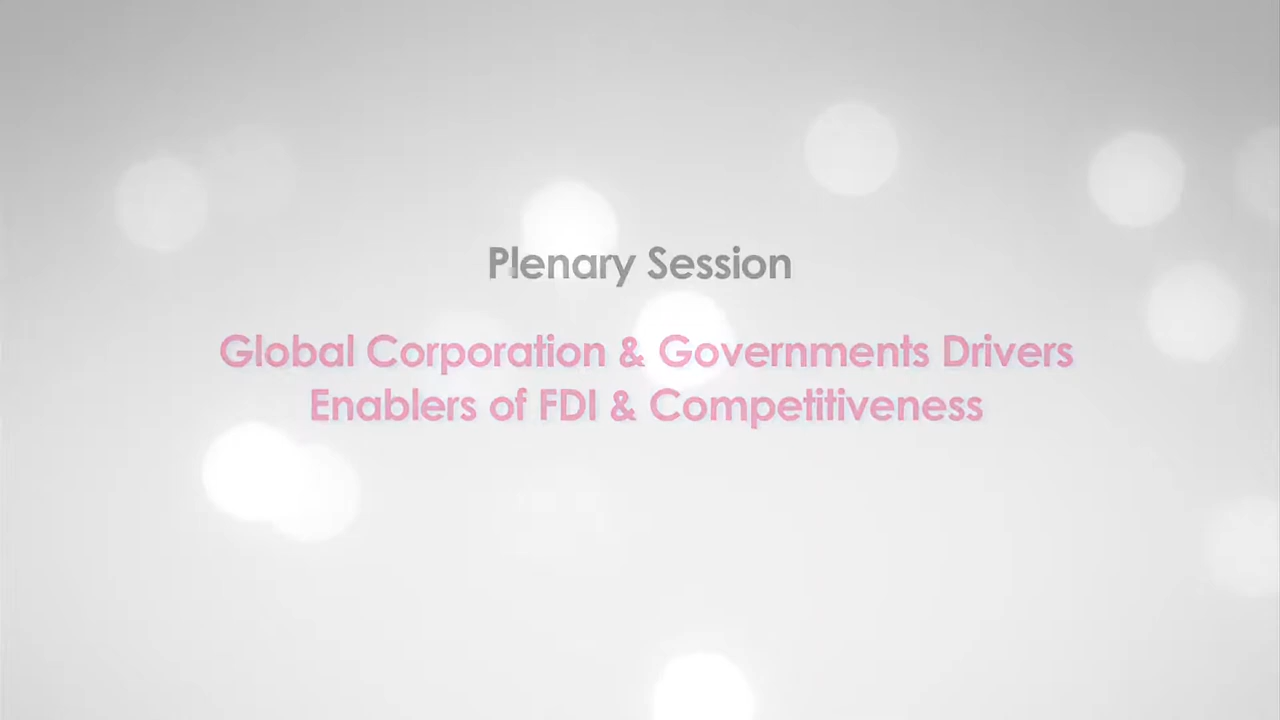 Plenary Session
Global Corporation & Governments Drivers
Enablers of FDI & Competitiveness